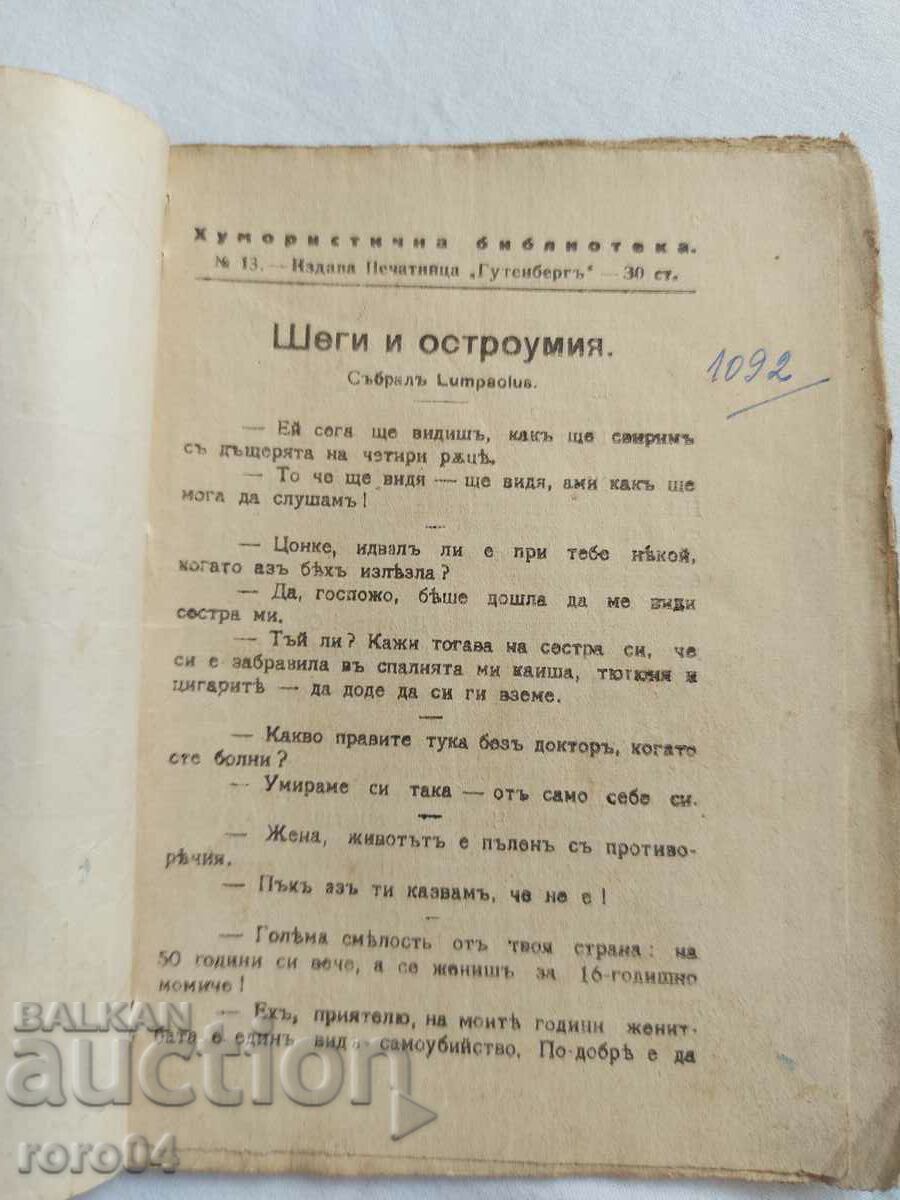 Хумористична библиотека.
№ 13. — Издава Печатница „Гутенбергъ“ — 30 ст.
Шеги и остроумия.
Събралъ Lumpaclus.
1092
— Ей сега ще видишъ, какъ ще свиримъ
съ дъщерята на четири рѫцѣ.
— То че ще видя — ще видя, ами какъ ще
мога да слушамъ!
— Цонке, идвалъ ли е при тебе нѣкой,
когато азъ бѣхъ излѣзла?
— Да, госпожо, бѣше дошла да ме види
сестра ми.
— Тъй ли? Кажи тогава на сестра си, че
си е забравила въ спалнята ми каиша, тютюня и
цигаритѣ — да доде да си ги вземе.
— Какво правите тука безъ докторъ, когато
сте болни?
— Умираме си така — отъ само себе си.
— Жена, животътъ е пъленъ съ противо-
рѣчия.
— Пъкъ азъ ти казвамъ, че не е!
— Голѣма смѣлость отъ твоя страна: на
50 години си вече, а се женишъ за 16-годишно
момиче!
— Ехъ, приятелю, на моитѣ години женит-
бата е единъ видъ самоубийство. По-добрѣ е да
BALKAN
auction
roro04